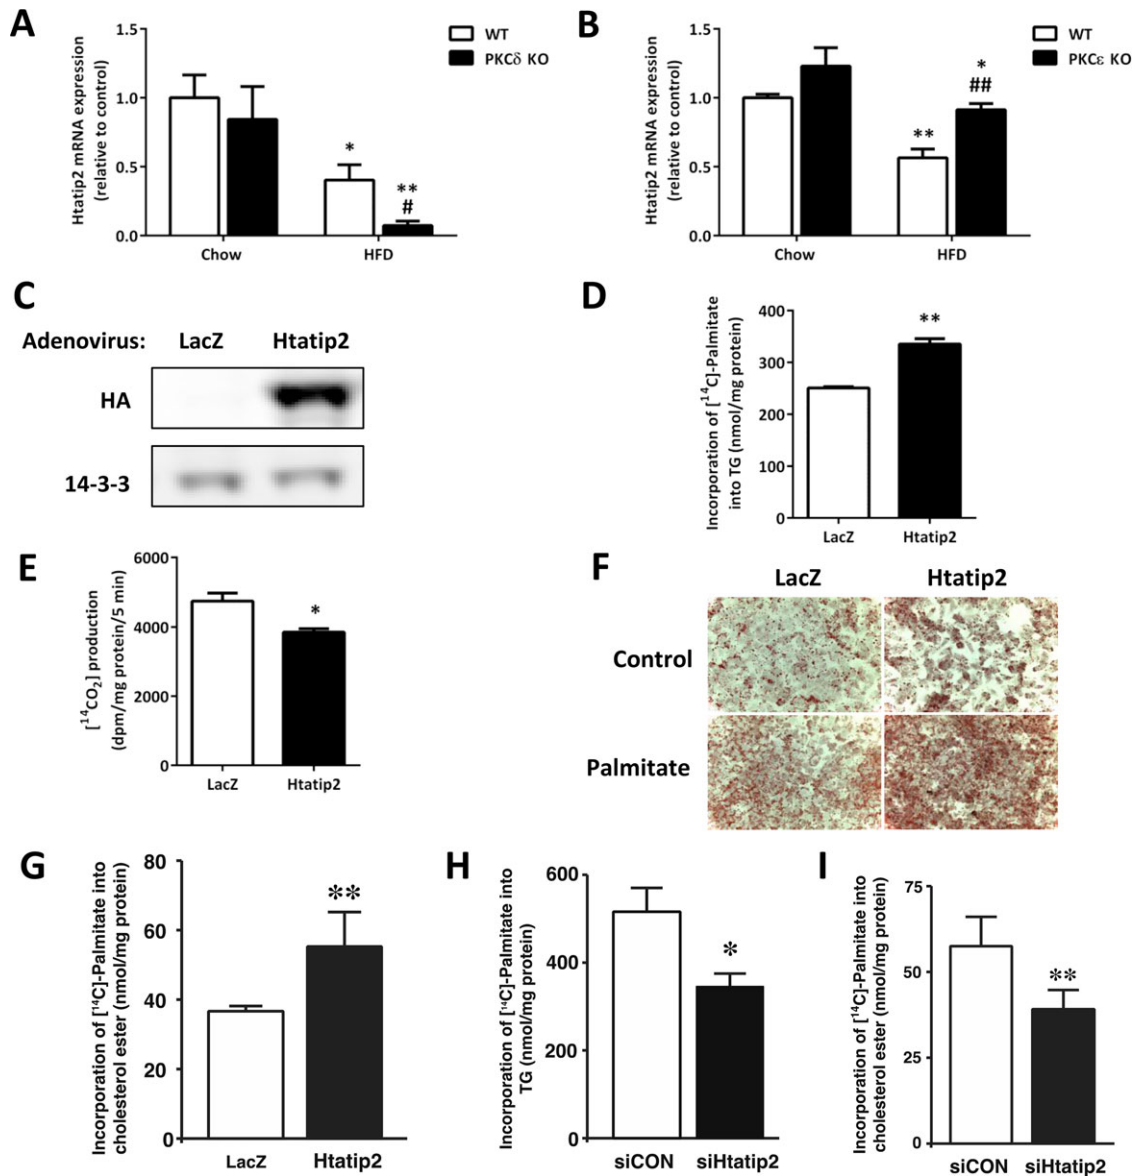 A
Htatip2 mRNA expression
(relative to control)
1.5
1.0
0.5
0.0
WT
PKCδ KO
*
**
#
Chow
HFD
B
Htatip2 mRNA expression
(relative to control)
1.5
1.0
0.5
0.0
WT
PKCε KO
**
*
##
Chow
HFD
C
Adenovirus: LacZ Htatip2
HA
14-3-3
D
Incorporation of [¹⁴C]-Palmitate
into TG (nmol/mg protein)
400
300
200
100
0
**
LacZ
Htatip2
E
[¹⁴CO₂] production
(dpm/mg protein/5 min)
6000
4000
2000
0
*
LacZ
Htatip2
F
LacZ Htatip2
Control
Palmitate
G
Incorporation of [¹⁴C]-Palmitate into
cholesterol ester (nmol/mg protein)
80
60
40
20
0
**
LacZ
Htatip2
H
Incorporation of [¹⁴C]-Palmitate into
TG (nmol/mg protein)
600
400
200
0
*
siCON
siHtatip2
I
Incorporation of [¹⁴C]-Palmitate into
cholesterol ester (nmol/mg protein)
75
50
25
0
**
siCON
siHtatip2